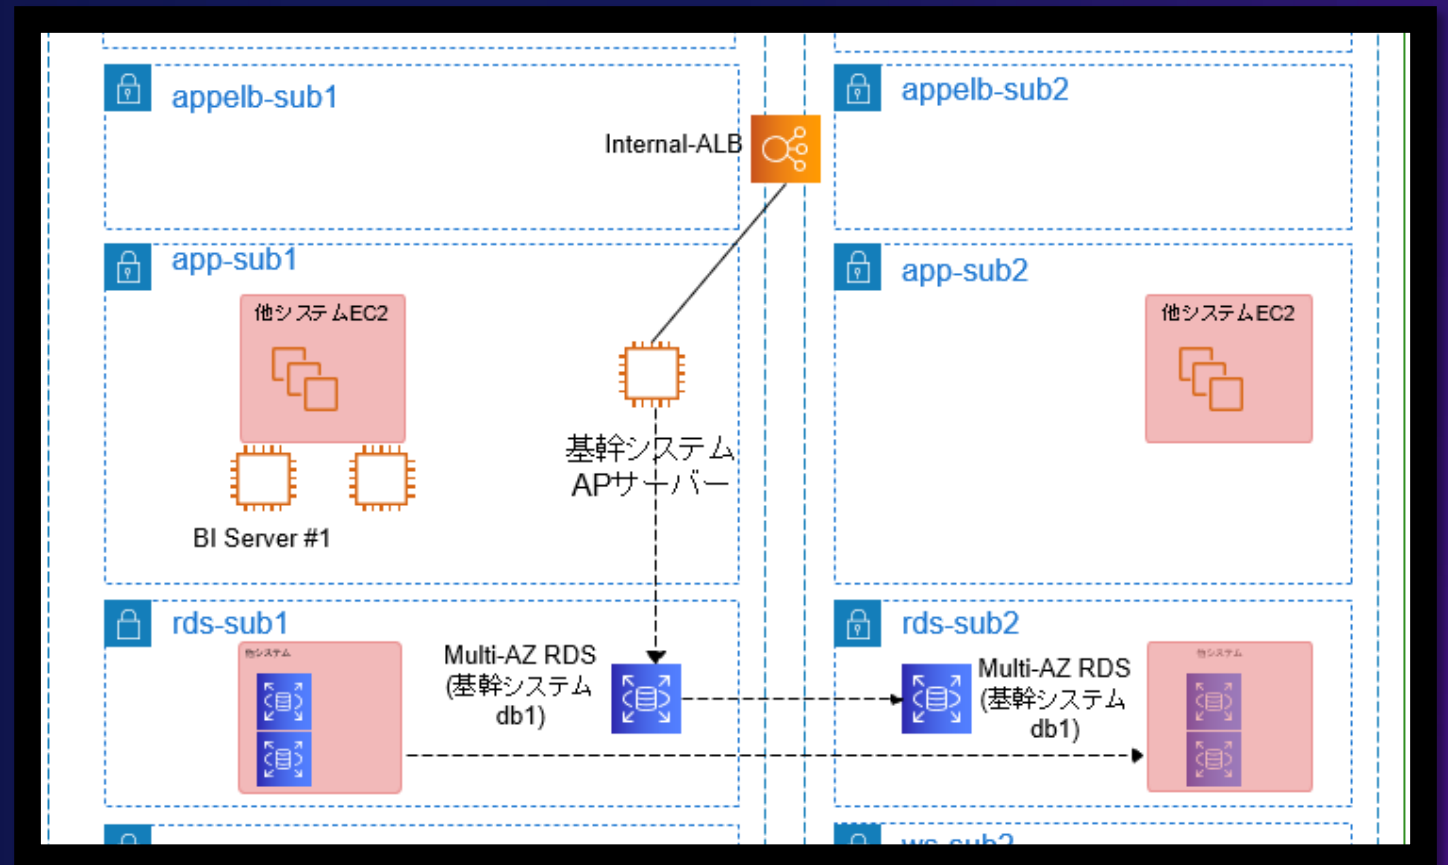 appelb-sub1
appelb-sub2
Internal-ALB
app-sub1
app-sub2
他システムEC2
他システムEC2
基幹システム
APサーバー
BI Server #1
rds-sub1
rds-sub2
他システム
Multi-AZ RDS
(基幹システム
db1)
Multi-AZ RDS
(基幹システム
db1)
他システム
ws-sub2